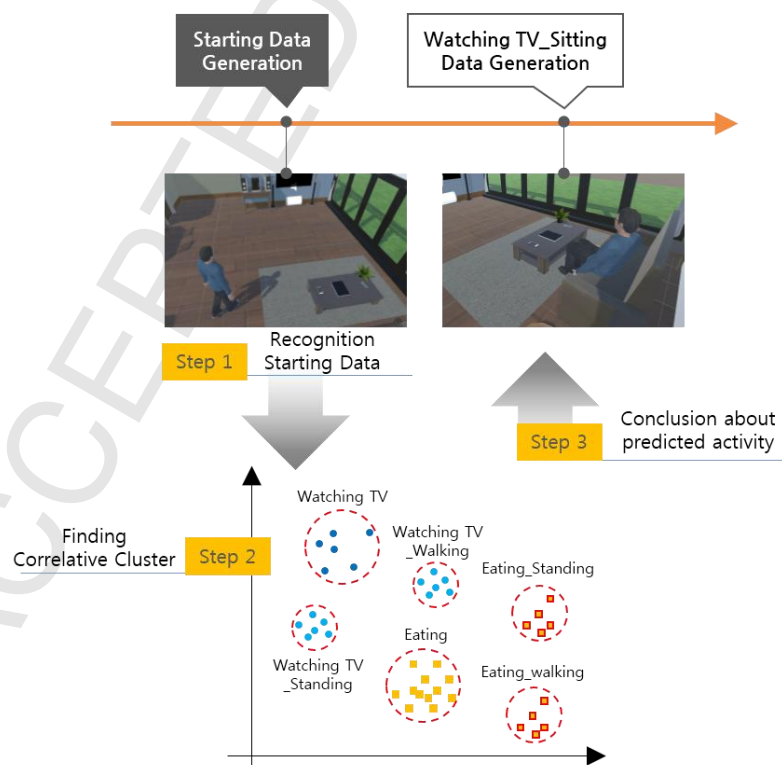 Starting Data
Generation
Watching TV_Sitting
Data Generation
Step 1
Recognition
Starting Data
Step 3
Conclusion about
predicted activity
Finding
Correlative Cluster
Step 2
Watching TV
Watching TV
_Walking
Eating_Standing
Watching TV
_Standing
Eating
Eating_walking
ACCEPTED